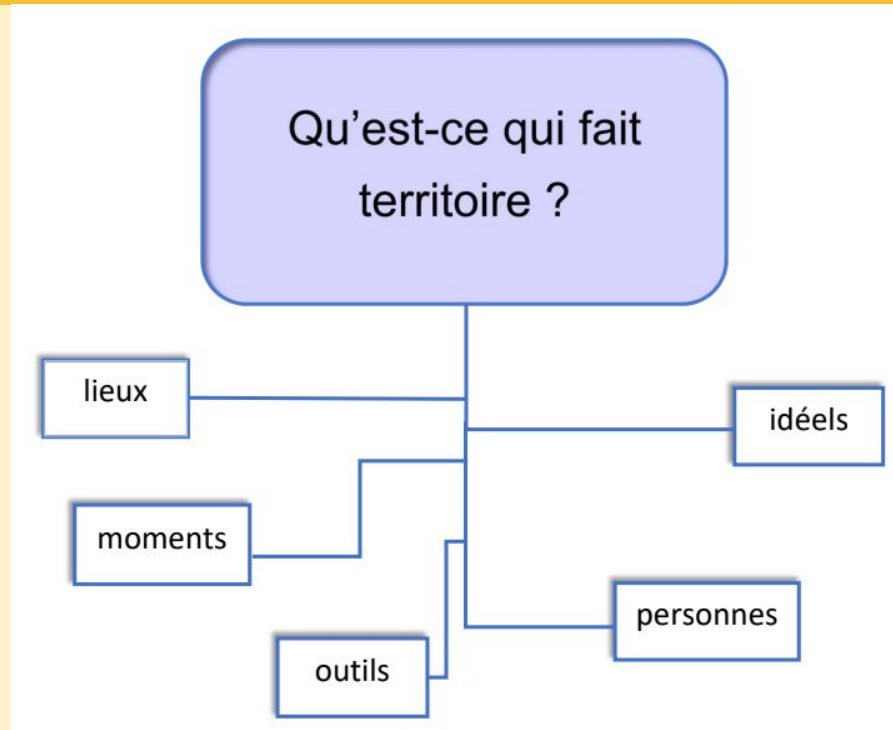 Qu'est-ce qui fait
territoire ?
lieux
idéels
moments
personnes
outils